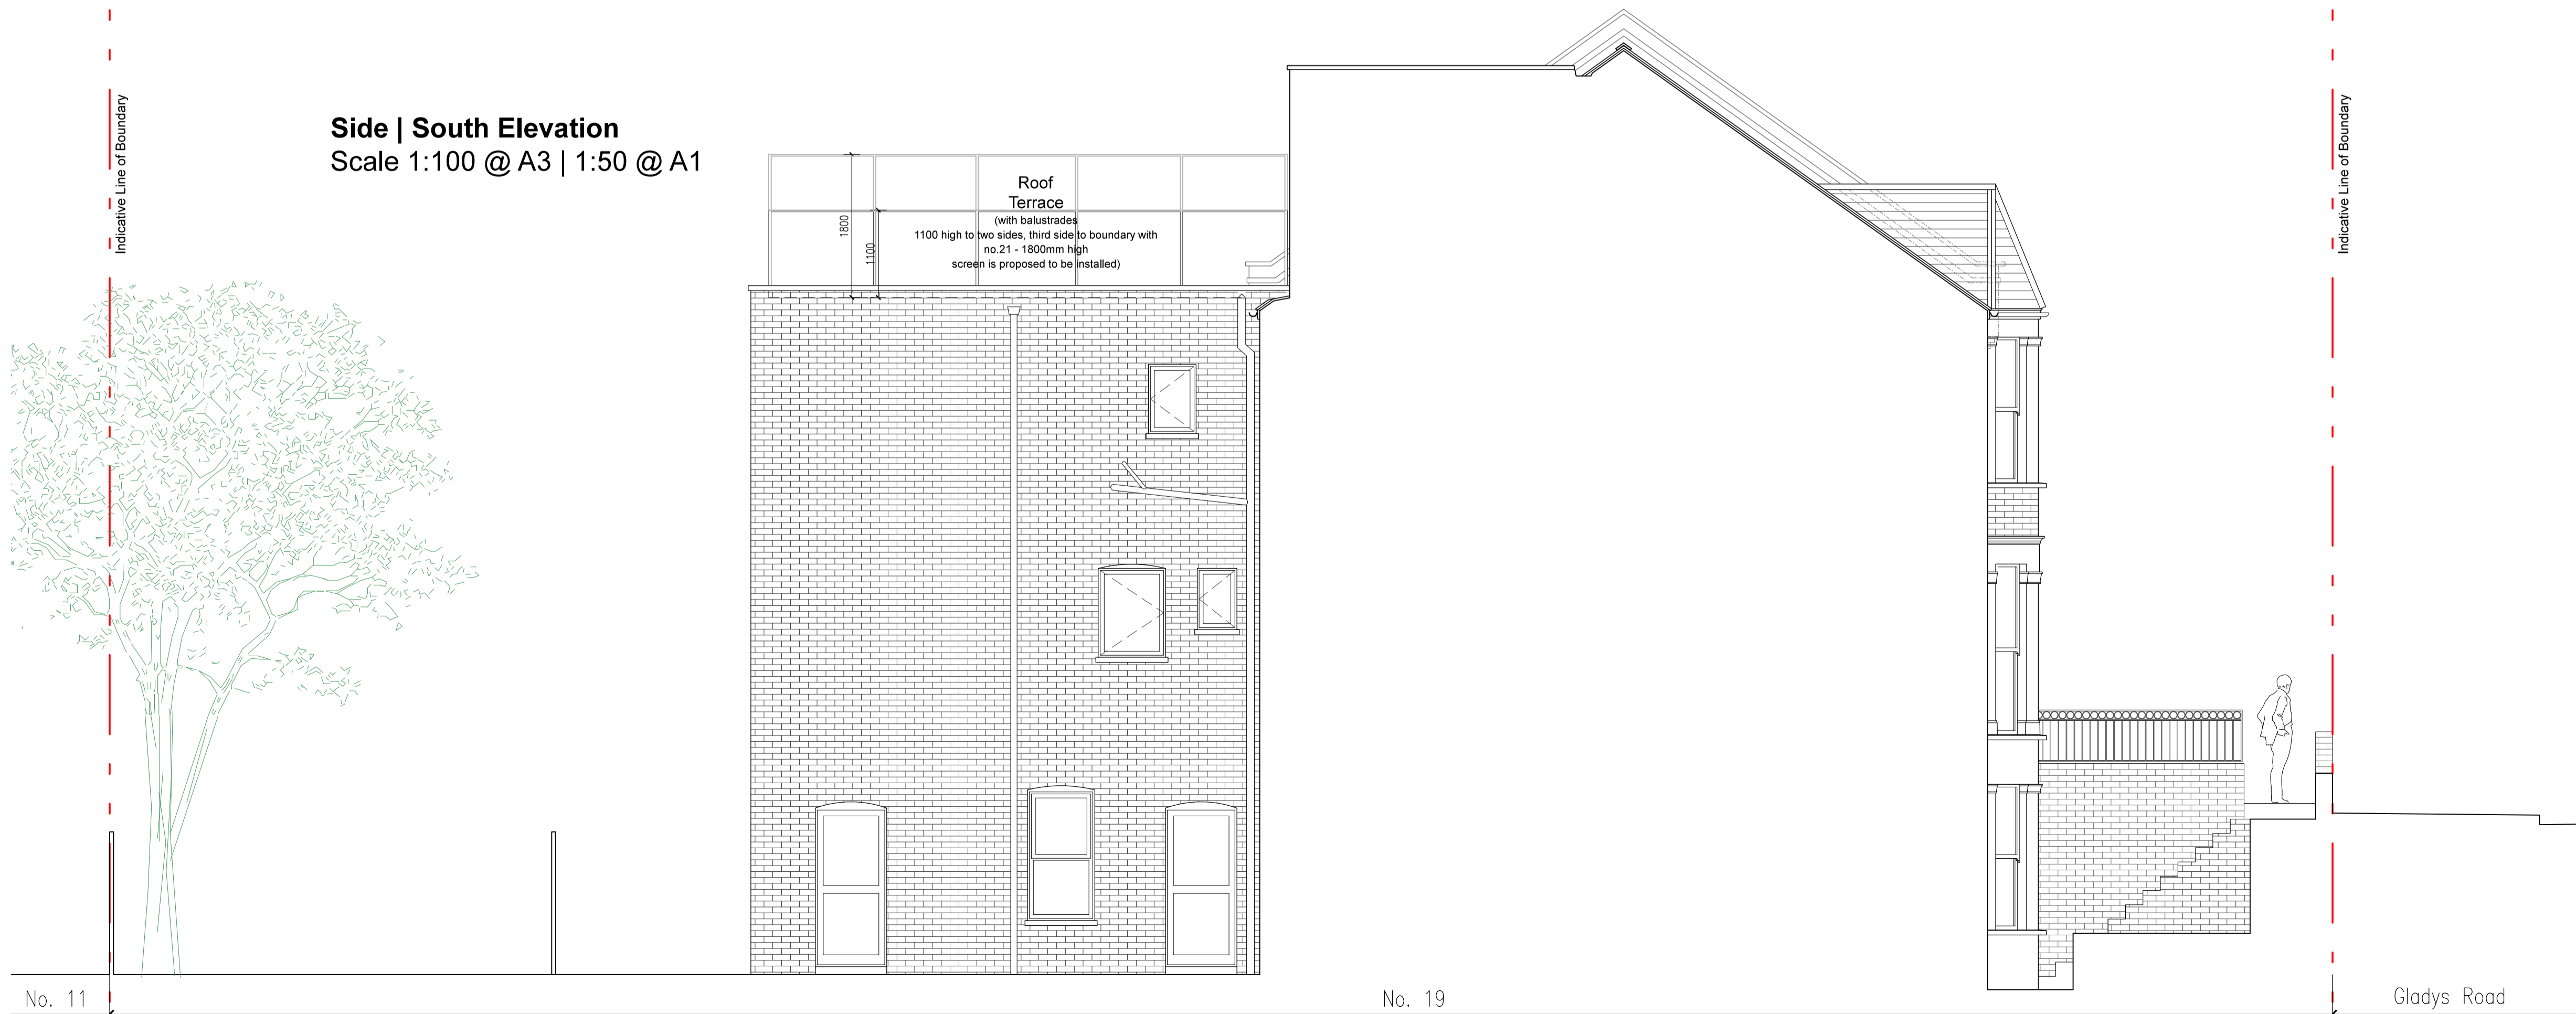 Indicative Line of Boundary
Side | South Elevation
Scale 1:100 @ A3 | 1:50 @ A1
Roof
Terrace
(with balustrades
1100 high to two sides, third side to boundary with
no.21 - 1800mm high
screen is proposed to be installed)
1800
1100
Indicative Line of Boundary
No. 11
No. 19
Gladys Road